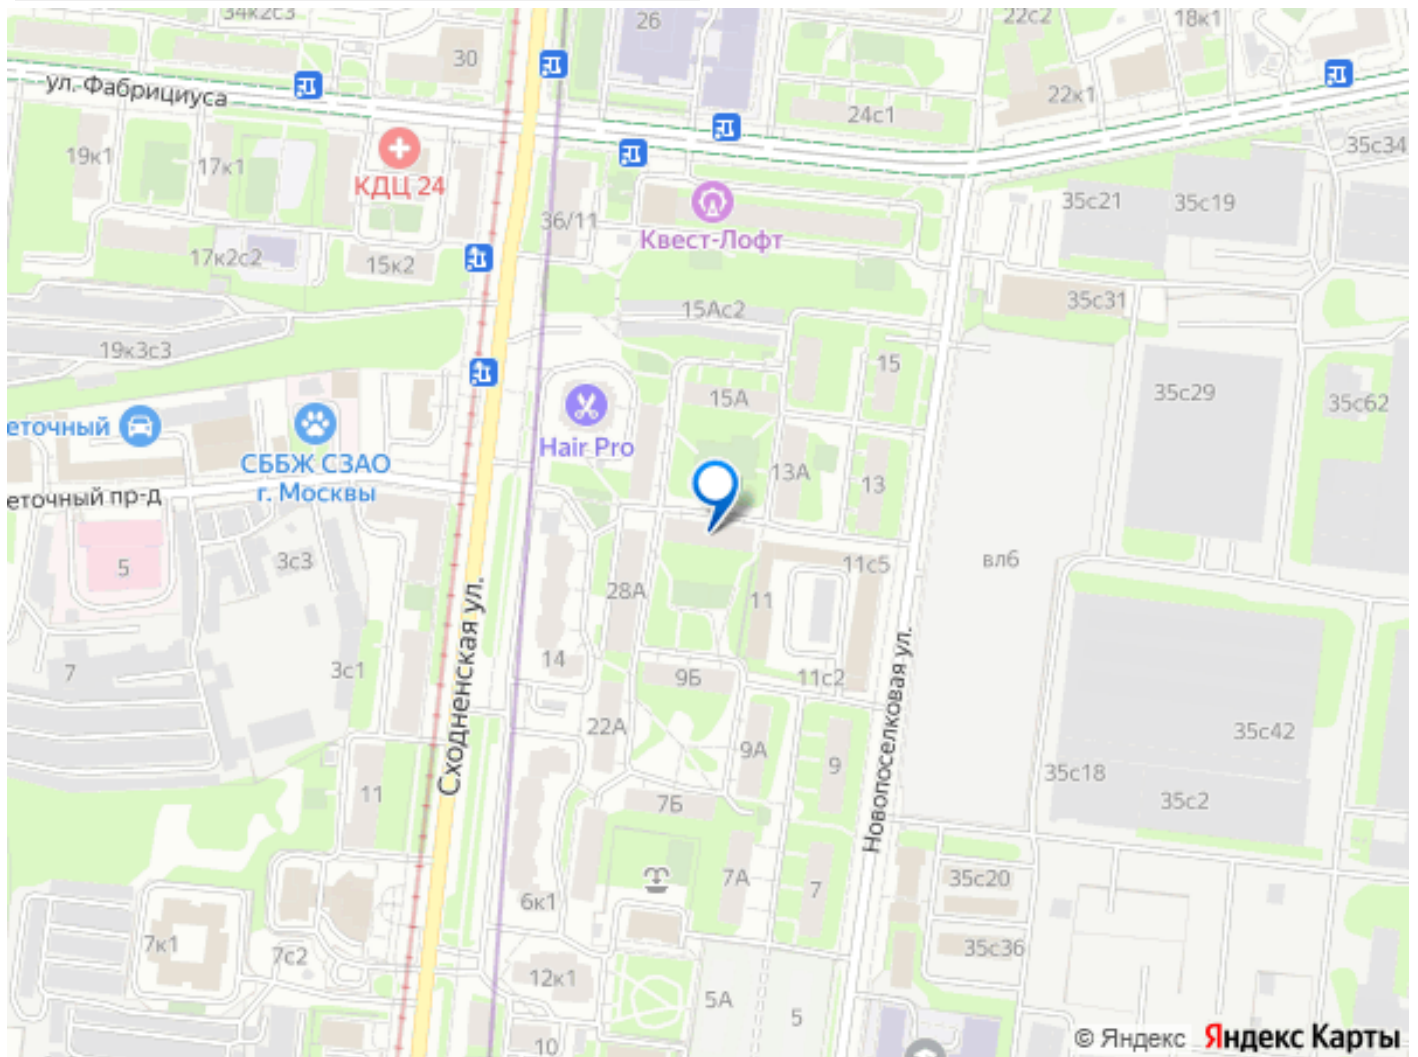 34к2с3
30
26
22с2
18к1
ул. Фабрициуса
22к1
24с1
19к1
17к1
КДЦ 24
35с34
36/11
Квест-Лофт
35с21
35с19
17к2с2
15к2
15Ас2
35с31
19к3с3
15
15А
35с29
35с62
еточный
СББЖ СЗАО
г. Москвы
Hair Pro
13А
13
еточный пр-д
5
3с3
28А
11
11с5
вл6
Сходненская ул.
Новопоселковая ул.
7
3с1
14
9Б
11с2
22А
9А
9
35с42
11
7Б
35с18
35с2
6к1
7А
7
35с20
7к1
7с2
12к1
35с36
5А
5
10
© Яндекс Яндекс Карты